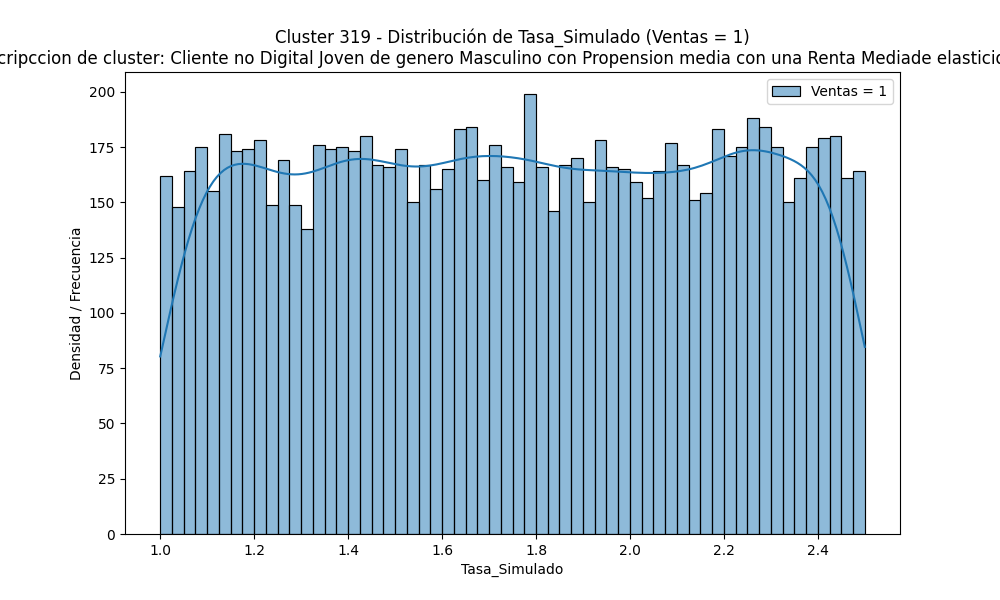 Cluster 319 - Distribución de Tasa_Simulado (Ventas = 1)
cripccion de cluster: Cliente no Digital Joven de genero Masculino con Propension media con una Renta Mediade elastici
Ventas = 1
Densidad / Frecuencia
200
175
150
125
100
75
50
25
0
1.0 1.2 1.4 1.6 1.8 2.0 2.2 2.4
Tasa_Simulado